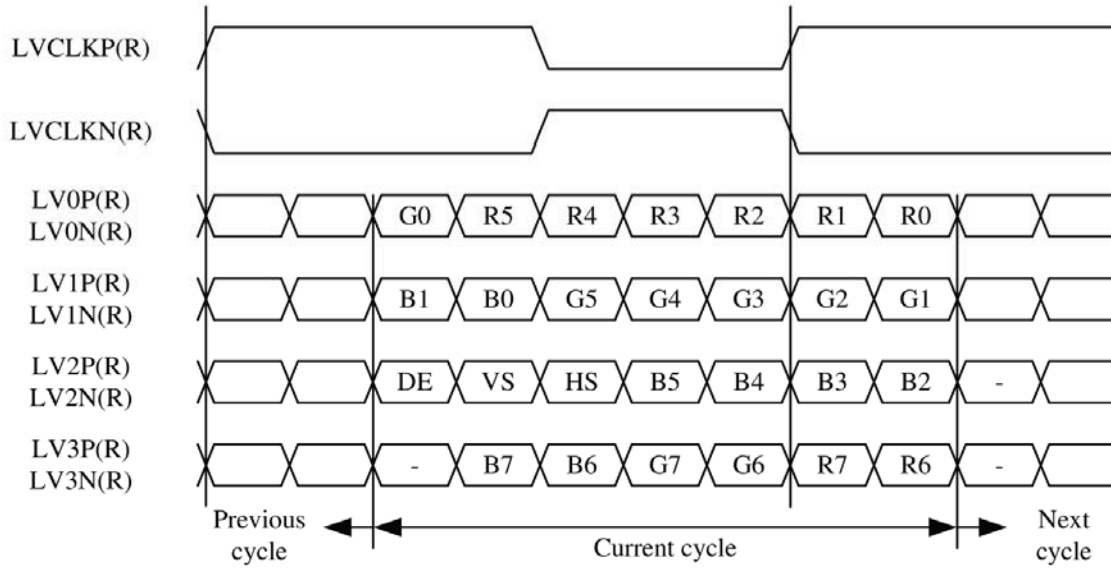 LVCLKP(R)
LVCLKN(R)
LV0P(R)
LV0N(R)
G0 R5 R4 R3 R2 R1 R0
LV1P(R)
LV1N(R)
B1 B0 G5 G4 G3 G2 G1
LV2P(R)
LV2N(R)
DE VS HS B5 B4 B3 B2 -
LV3P(R)
LV3N(R)
- B7 B6 G7 G6 R7 R6 -
Previous
cycle
Current cycle
Next
cycle